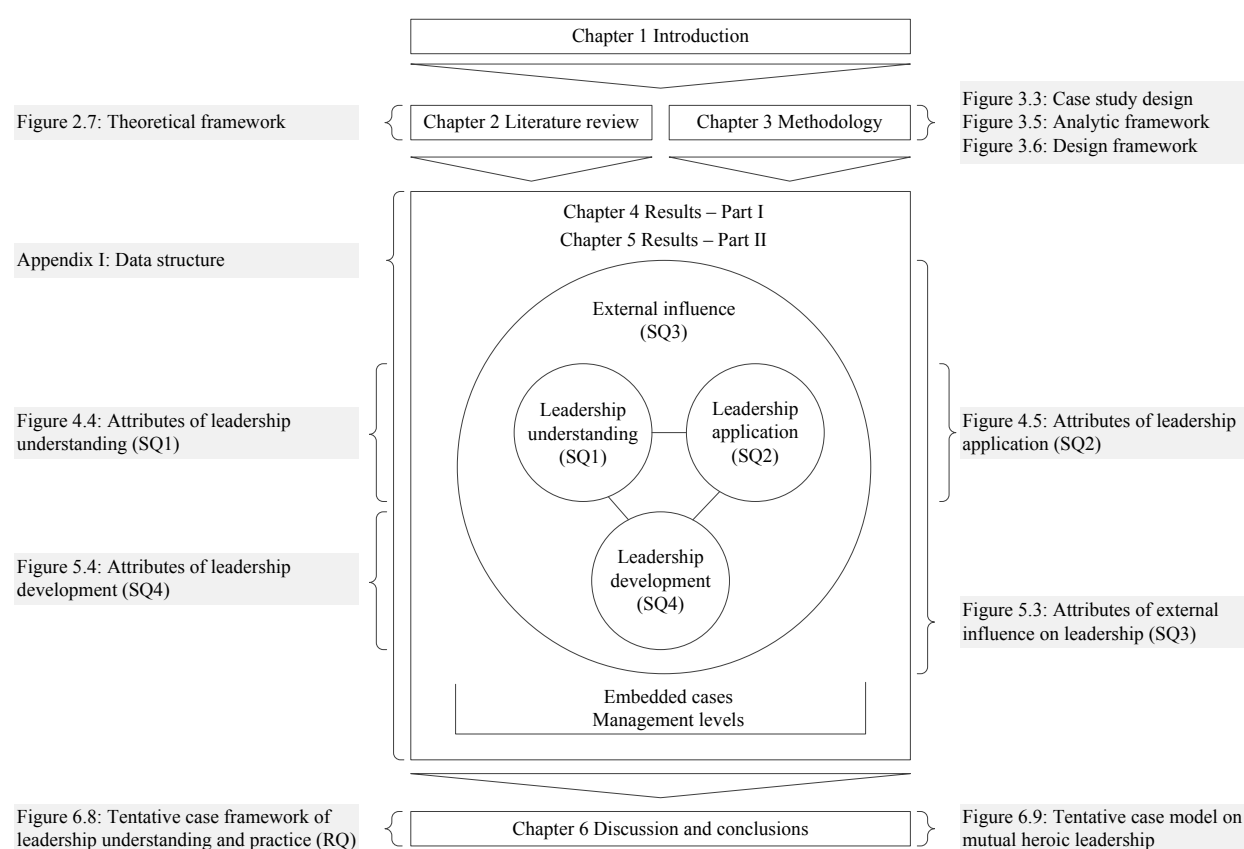 Chapter 1 Introduction
Figure 2.7: Theoretical framework
Chapter 2 Literature review
Chapter 3 Methodology
Figure 3.3: Case study design
Figure 3.5: Analytic framework
Figure 3.6: Design framework
Chapter 4 Results – Part I
Chapter 5 Results – Part II
Appendix I: Data structure
External influence
(SQ3)
Figure 4.4: Attributes of leadership
understanding (SQ1)
Leadership
understanding
(SQ1)
Leadership
application
(SQ2)
Figure 4.5: Attributes of leadership
application (SQ2)
Figure 5.4: Attributes of leadership
development (SQ4)
Leadership
development
(SQ4)
Figure 5.3: Attributes of external
influence on leadership (SQ3)
Embedded cases
Management levels
Figure 6.8: Tentative case framework of
leadership understanding and practice (RQ)
Chapter 6 Discussion and conclusions
Figure 6.9: Tentative case model on
mutual heroic leadership